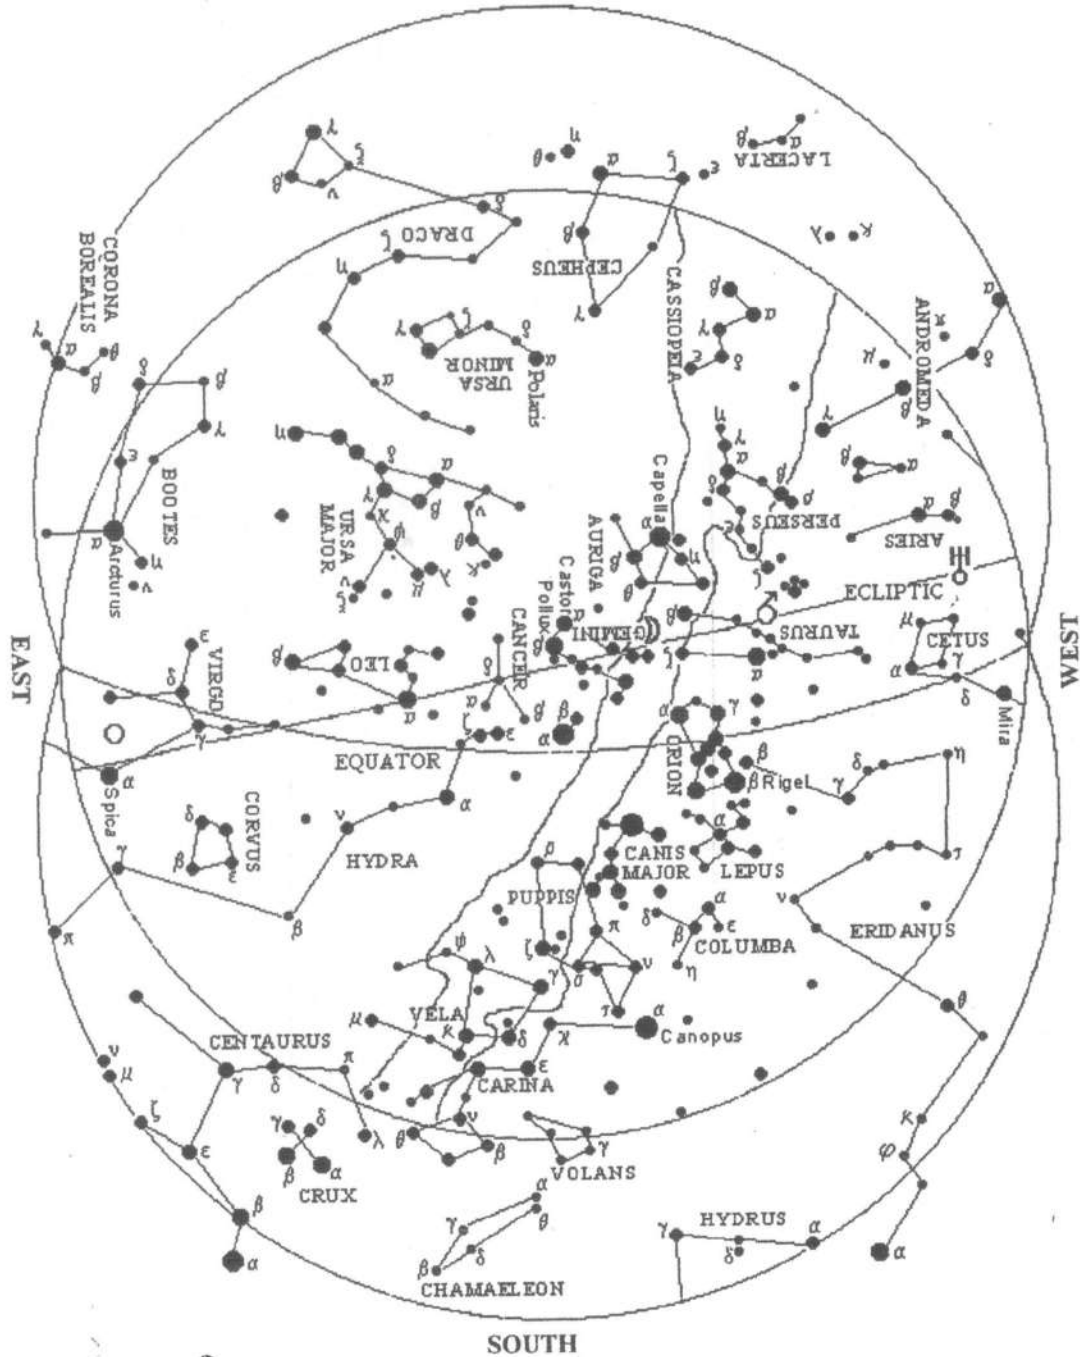 LACERTA
DRACO
CEPHEUS
CASSIOPEIA
ANDROMEDA
CORONA
BOREALIS
URSA
MINOR
Polaris
BOOTES
Arcturus
URSA
MAJOR
Capella
AURIGA
PERSEUS
ARIES
Castor
Pollux
GEMINI
ECLIPTIC
TAURUS
CETUS
Mira
CANCER
LEO
VIRGO
EAST
WEST
EQUATOR
ORION
Rigel
Spica
CORVUS
HYDRA
CANIS
MAJOR
LEPUS
PUPPIS
COLUMBA
ERIDANUS
VELA
Canopus
CENTAURUS
CARINA
VOLANS
CRUX
HYDRUS
CHAMAELEON
SOUTH